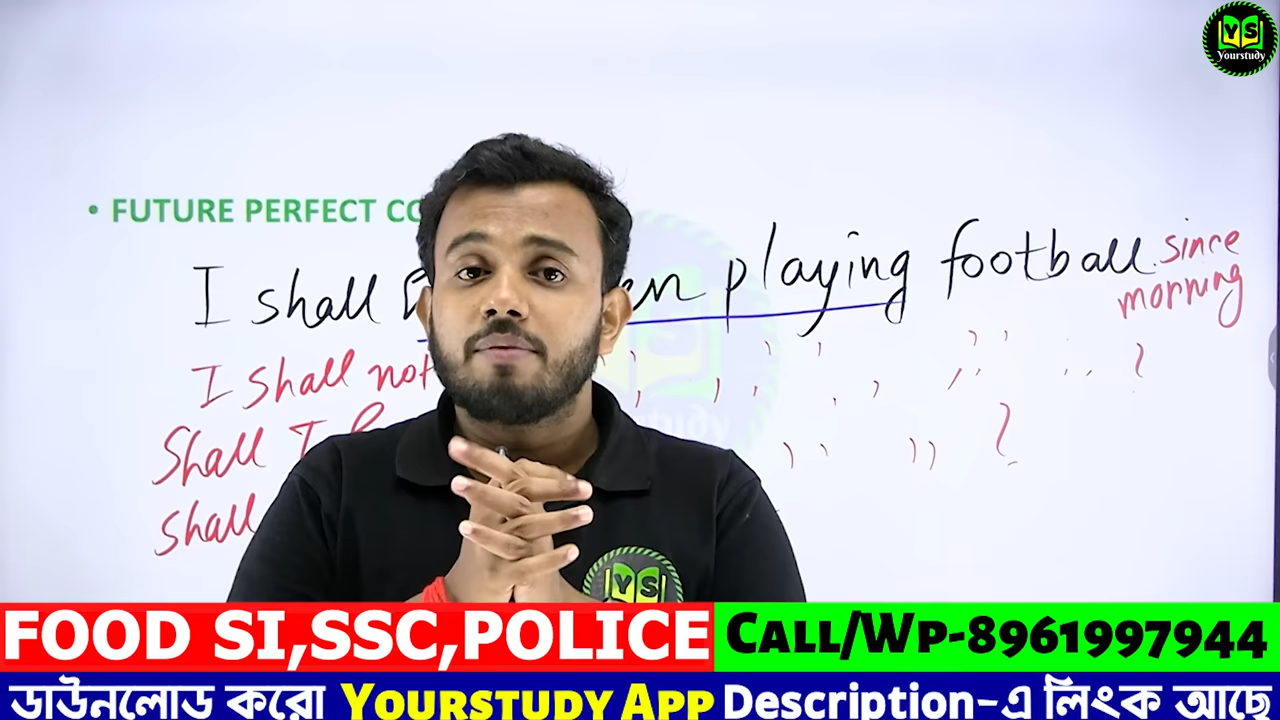 YS
Yourstudy
• FUTURE PERFECT CO
I shall playing football. since
morning
I shall not
Shall I
Shall
YS
FOOD SI,SSC,POLICE CALL/WP-8961997944
ডাউনলোড করো YOURSTUDY APP Description-এ লিংক আছে